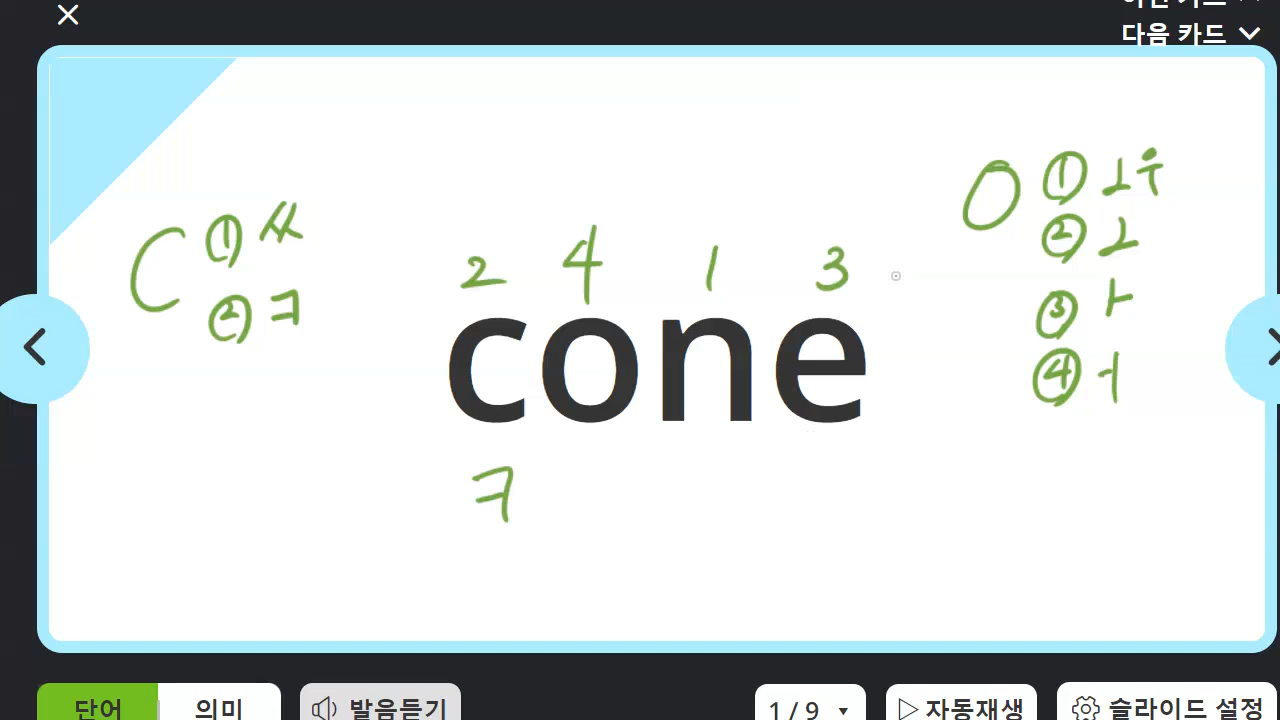 다음 카드
C ① ㅆ
② ㅋ
2 4 1 3
cone
ㅋ
O ① ㅗㅜ
② ㅗ
③ ㅏ
④ ㅓ
단어 의미 발음듣기 1 / 9 자동재생 슬라이드 설정